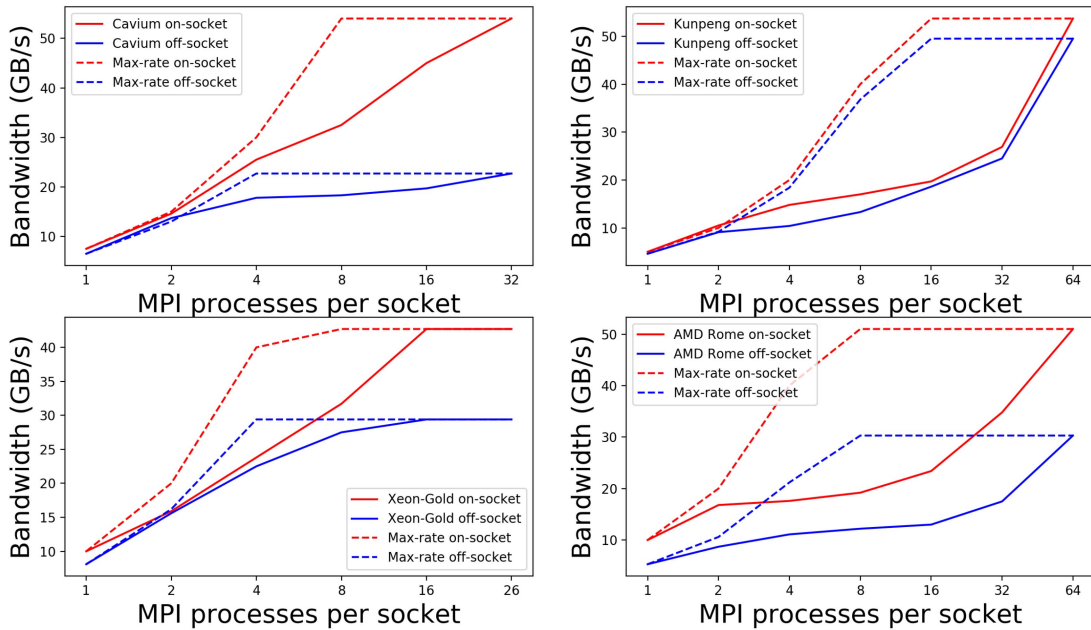 Bandwidth (GB/s)
50
40
30
20
10
Cavium on-socket
Cavium off-socket
Max-rate on-socket
Max-rate off-socket
1 2 4 8 16 32
MPI processes per socket
Bandwidth (GB/s)
50
40
30
20
10
Kunpeng on-socket
Kunpeng off-socket
Max-rate on-socket
Max-rate off-socket
1 2 4 8 16 32 64
MPI processes per socket
Bandwidth (GB/s)
40
35
30
25
20
15
10
Xeon-Gold on-socket
Xeon-Gold off-socket
Max-rate on-socket
Max-rate off-socket
1 2 4 8 16 26
MPI processes per socket
Bandwidth (GB/s)
50
40
30
20
10
AMD Rome on-socket
AMD Rome off-socket
Max-rate on-socket
Max-rate off-socket
1 2 4 8 16 32 64
MPI processes per socket